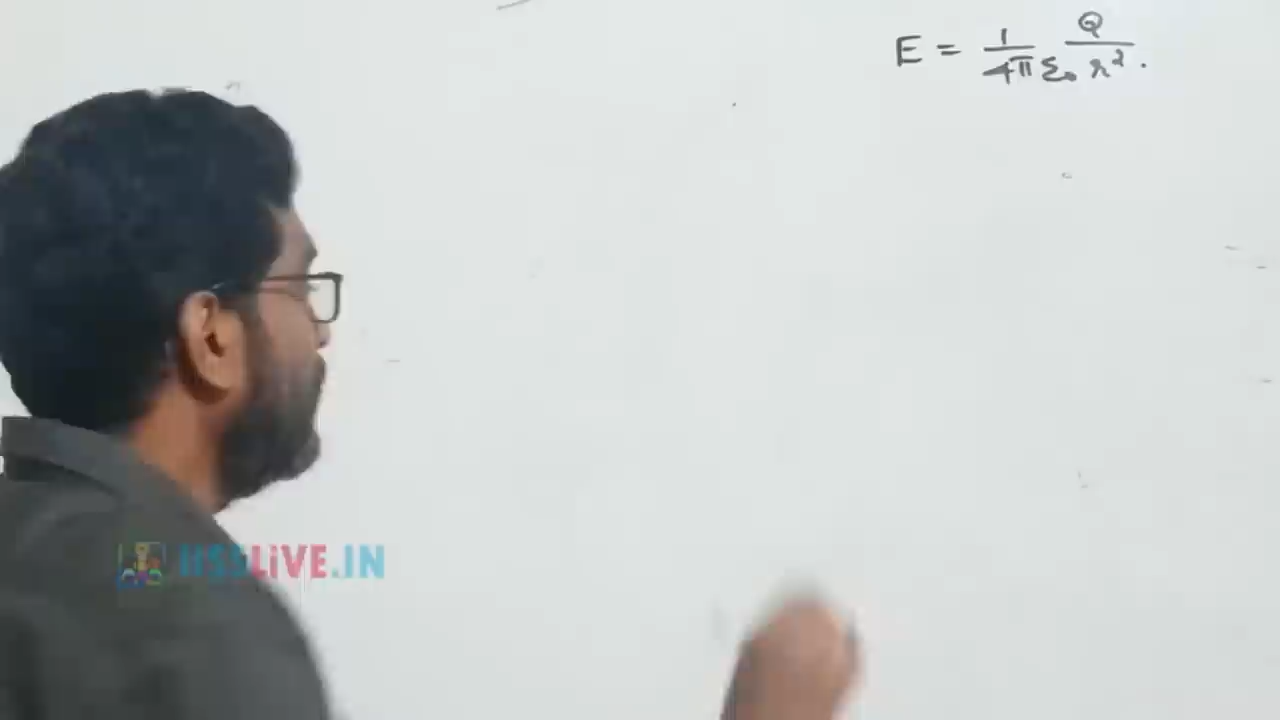 E = 1/4πε₀ Q/r².
HSSLiVE.IN